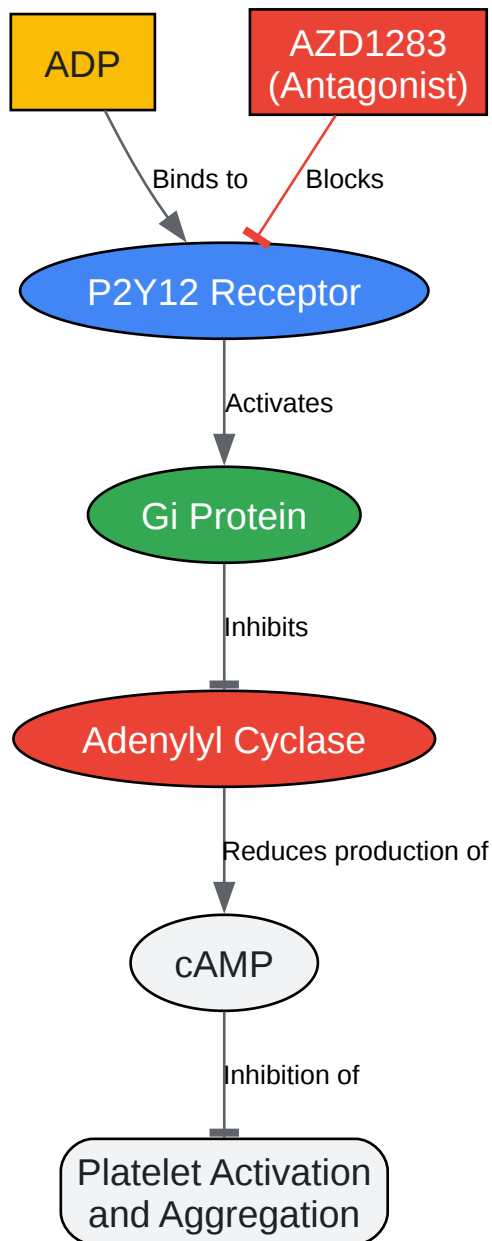 ADP
AZD1283
(Antagonist)
Binds to
Blocks
P2Y12 Receptor
Activates
Gi Protein
Inhibits
Adenylyl Cyclase
Reduces production of
cAMP
Inhibition of
Platelet Activation
and Aggregation